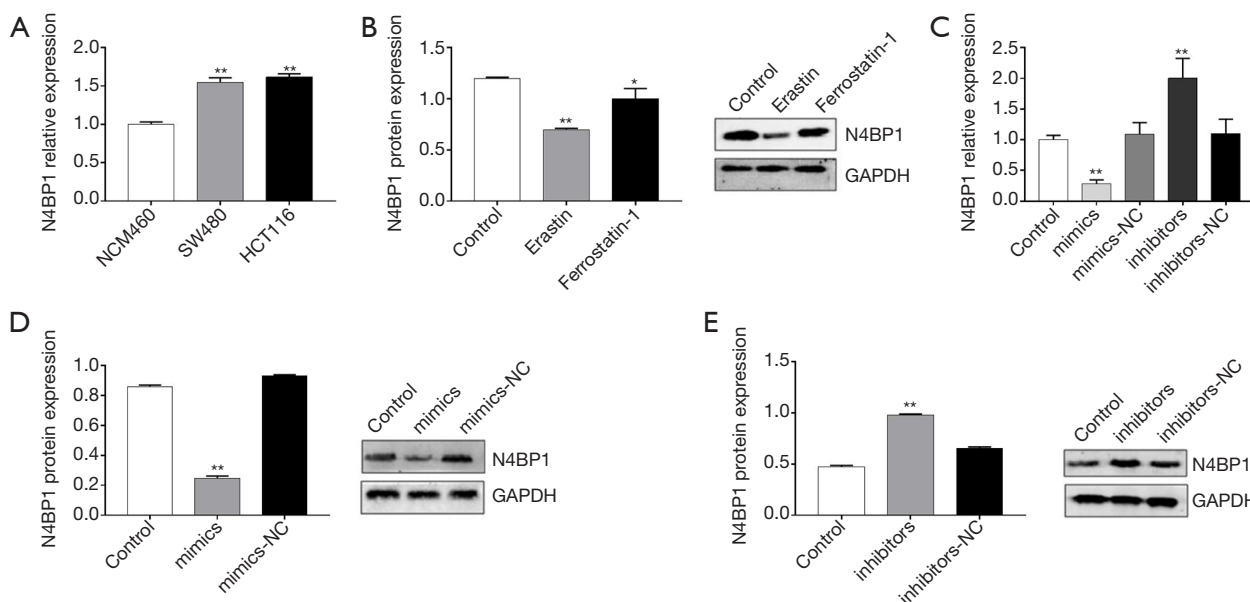 A
N4BP1 relative expression
2.0
1.5
1.0
0.5
0.0
**
**
NCM460
SW480
HCT116
B
N4BP1 protein expression
1.5
1.2
0.9
0.6
0.3
0.0
**
*
Control
Erastin
Ferrostatin-1
Control
Erastin
Ferrostatin-1
N4BP1
GAPDH
C
N4BP1 relative expression
2.5
2.0
1.5
1.0
0.5
0.0
**
**
Control
mimics
mimics-NC
inhibitors
inhibitors-NC
D
N4BP1 protein expression
1.0
0.8
0.6
0.4
0.2
0.0
**
Control
mimics
mimics-NC
Control
mimics
mimics-NC
N4BP1
GAPDH
E
N4BP1 protein expression
1.5
1.0
0.5
0.0
**
Control
inhibitors
inhibitors-NC
Control
inhibitors
inhibitors-NC
N4BP1
GAPDH